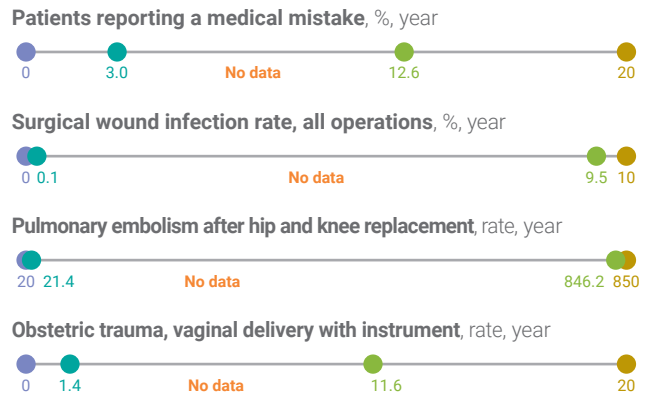 Patients reporting a medical mistake, %, year
0 3.0 No data 12.6 20
Surgical wound infection rate, all operations, %, year
0 0.1 No data 9.5 10
Pulmonary embolism after hip and knee replacement, rate, year
20 21.4 No data 846.2 850
Obstetric trauma, vaginal delivery with instrument, rate, year
0 1.4 No data 11.6 20